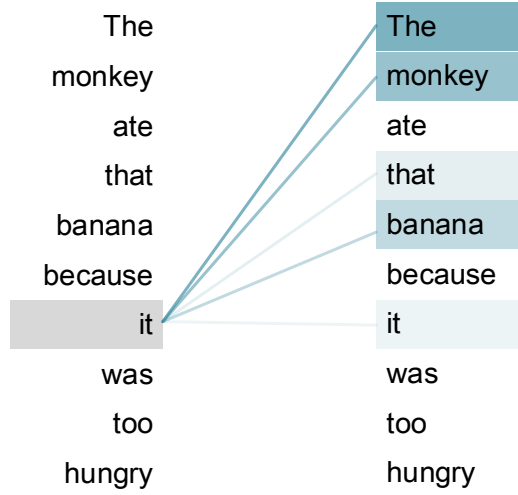 The The
monkey monkey
ate ate
that that
banana banana
because because
it it
was was
too too
hungry hungry